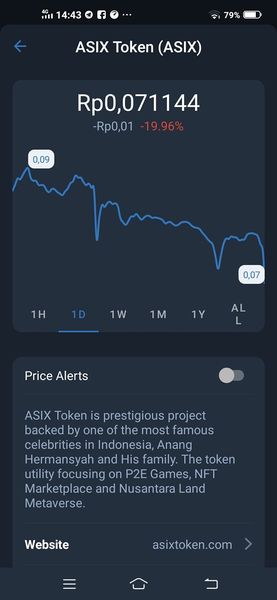 4G 14:43 79%
ASIX Token (ASIX)
Rp0,071144
-Rp0,01 -19.96%
0,09
0,07
1H 1D 1W 1M 1Y AL
L
Price Alerts
ASIX Token is prestigious project
backed by one of the most famous
celebrities in Indonesia, Anang
Hermansyah and His family. The token
utility focusing on P2E Games, NFT
Marketplace and Nusantara Land
Metaverse.
Website asixtoken.com